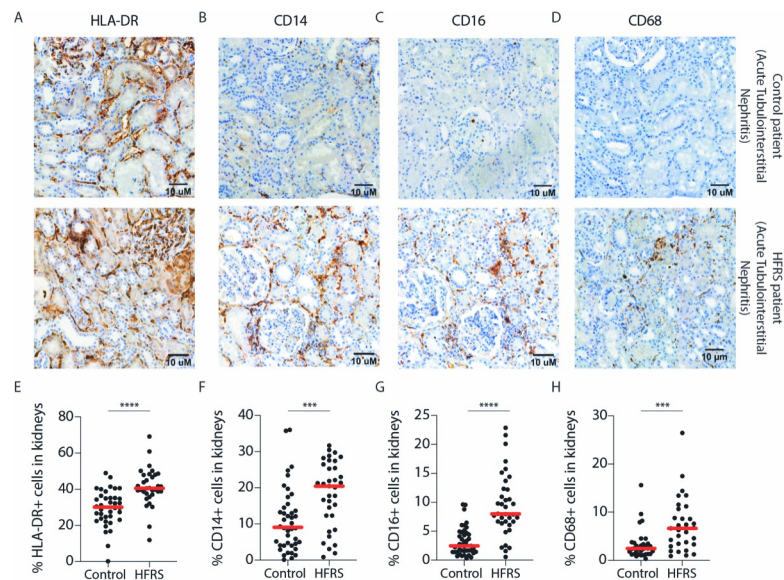 A HLA-DR B CD14 C CD16 D CD68
10 uM 10 uM 10 uM 10 uM
Control patient
(Acute Tubulointerstitial
Nephritis)
10 uM 10 uM 10 uM 10 µm
HFRS patient
(Acute Tubulointerstitial
Nephritis)
E
% HLA-DR+ cells in kidneys
80
60
40
20
0
****
Control HFRS
F
% CD14+ cells in kidneys
40
30
20
10
0
***
Control HFRS
G
% CD16+ cells in kidneys
25
20
15
10
5
0
****
Control HFRS
H
% CD68+ cells in kidneys
30
20
10
0
***
Control HFRS